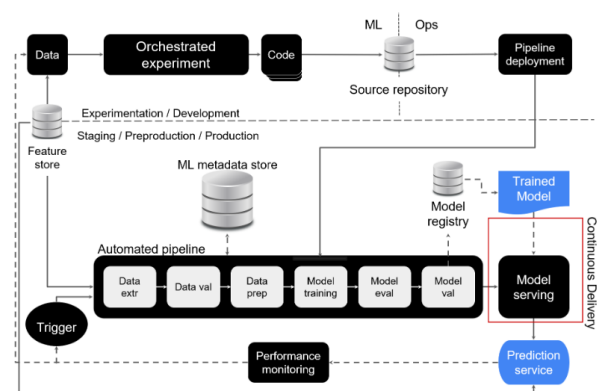 ML
Ops
Data
Orchestrated
experiment
Code
Pipeline
deployment
Source repository
Experimentation / Development
Staging / Preproduction / Production
Feature
store
ML metadata store
Model
registry
Trained
Model
Continuous Delivery
Automated pipeline
Data
extr
Data val
Data
prep
Model
training
Model
eval
Model
val
Model
serving
Trigger
Performance
monitoring
Prediction
service